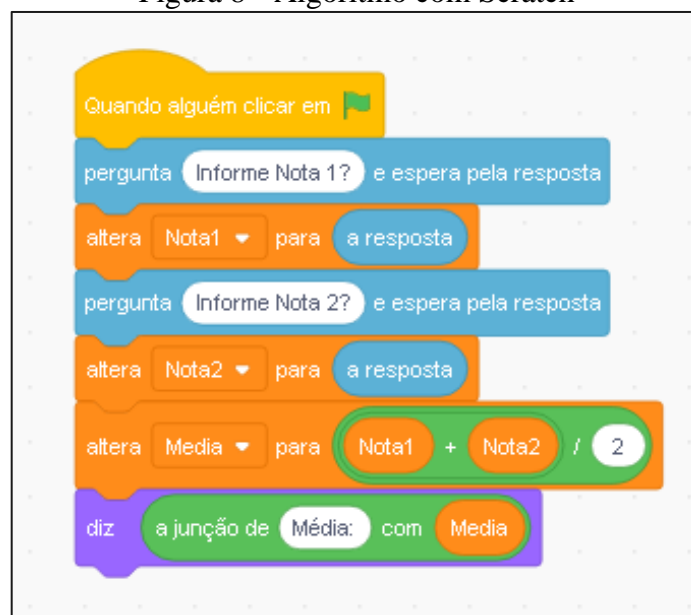 Figura 8 - Algoritmo com Scratch
Quando alguém clicar em
pergunta Informe Nota 1? e espera pela resposta
altera Nota1 para a resposta
pergunta Informe Nota 2? e espera pela resposta
altera Nota2 para a resposta
altera Media para Nota1 + Nota2 / 2
diz a junção de Média: com Media